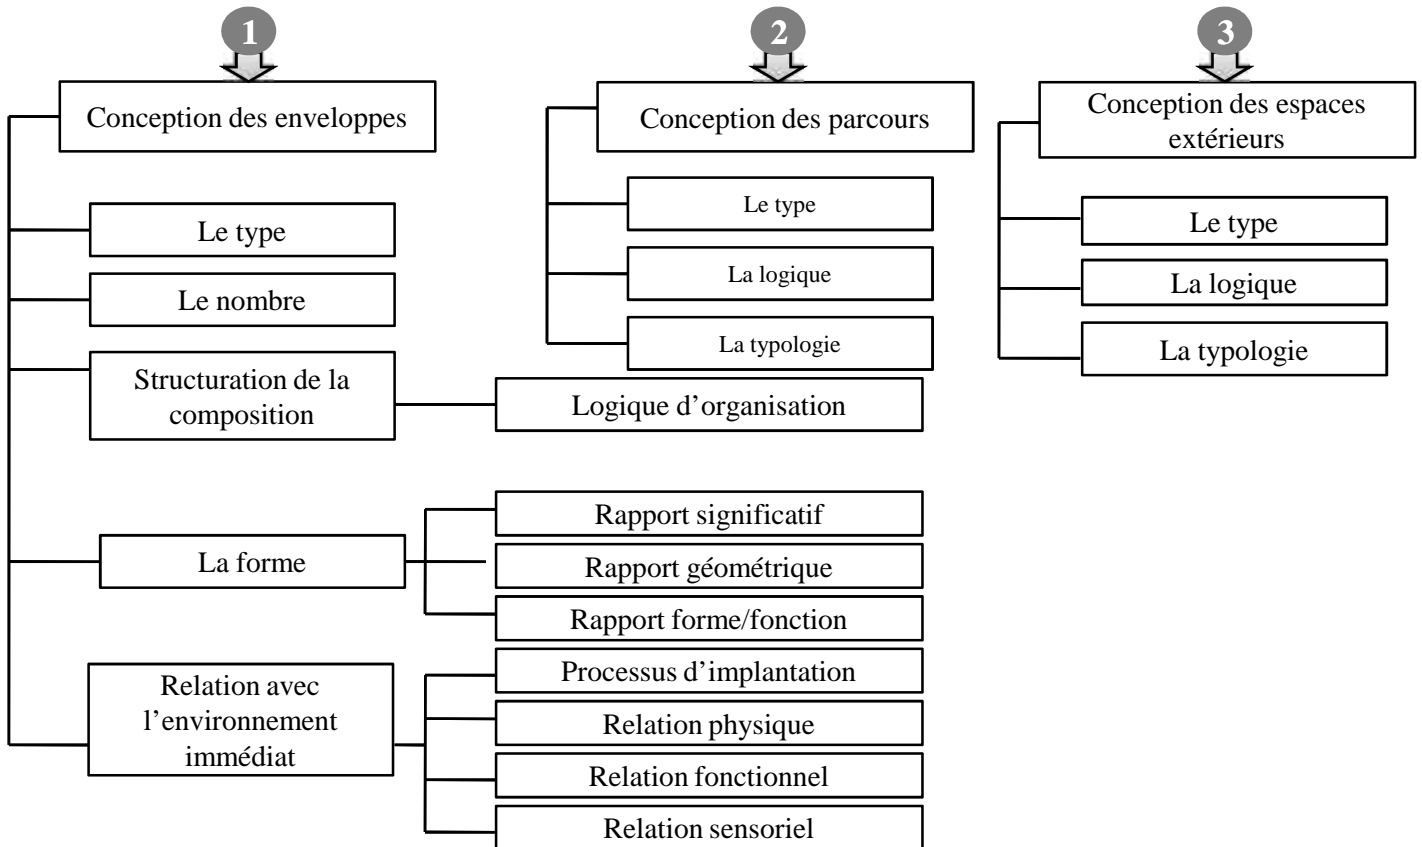 1
Conception des enveloppes
Le type
Le nombre
Structuration de la
composition
Logique d’organisation
La forme
Rapport significatif
Rapport géométrique
Rapport forme/fonction
Relation avec
l’environnement
immédiat
Processus d’implantation
Relation physique
Relation fonctionnel
Relation sensoriel
2
Conception des parcours
Le type
La logique
La typologie
3
Conception des espaces
extérieurs
Le type
La logique
La typologie